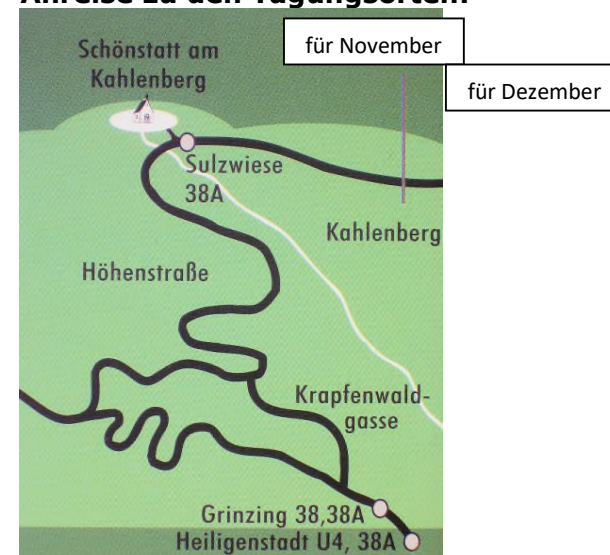 Anreise zu den Tagungsorten:
für November
für Dezember
Schönstatt am
Kahlenberg
Sulzwiese
38A
Kahlenberg
Höhenstraße
Krapfenwald-
gasse
Grinzing 38,38A
Heiligenstadt U4, 38A